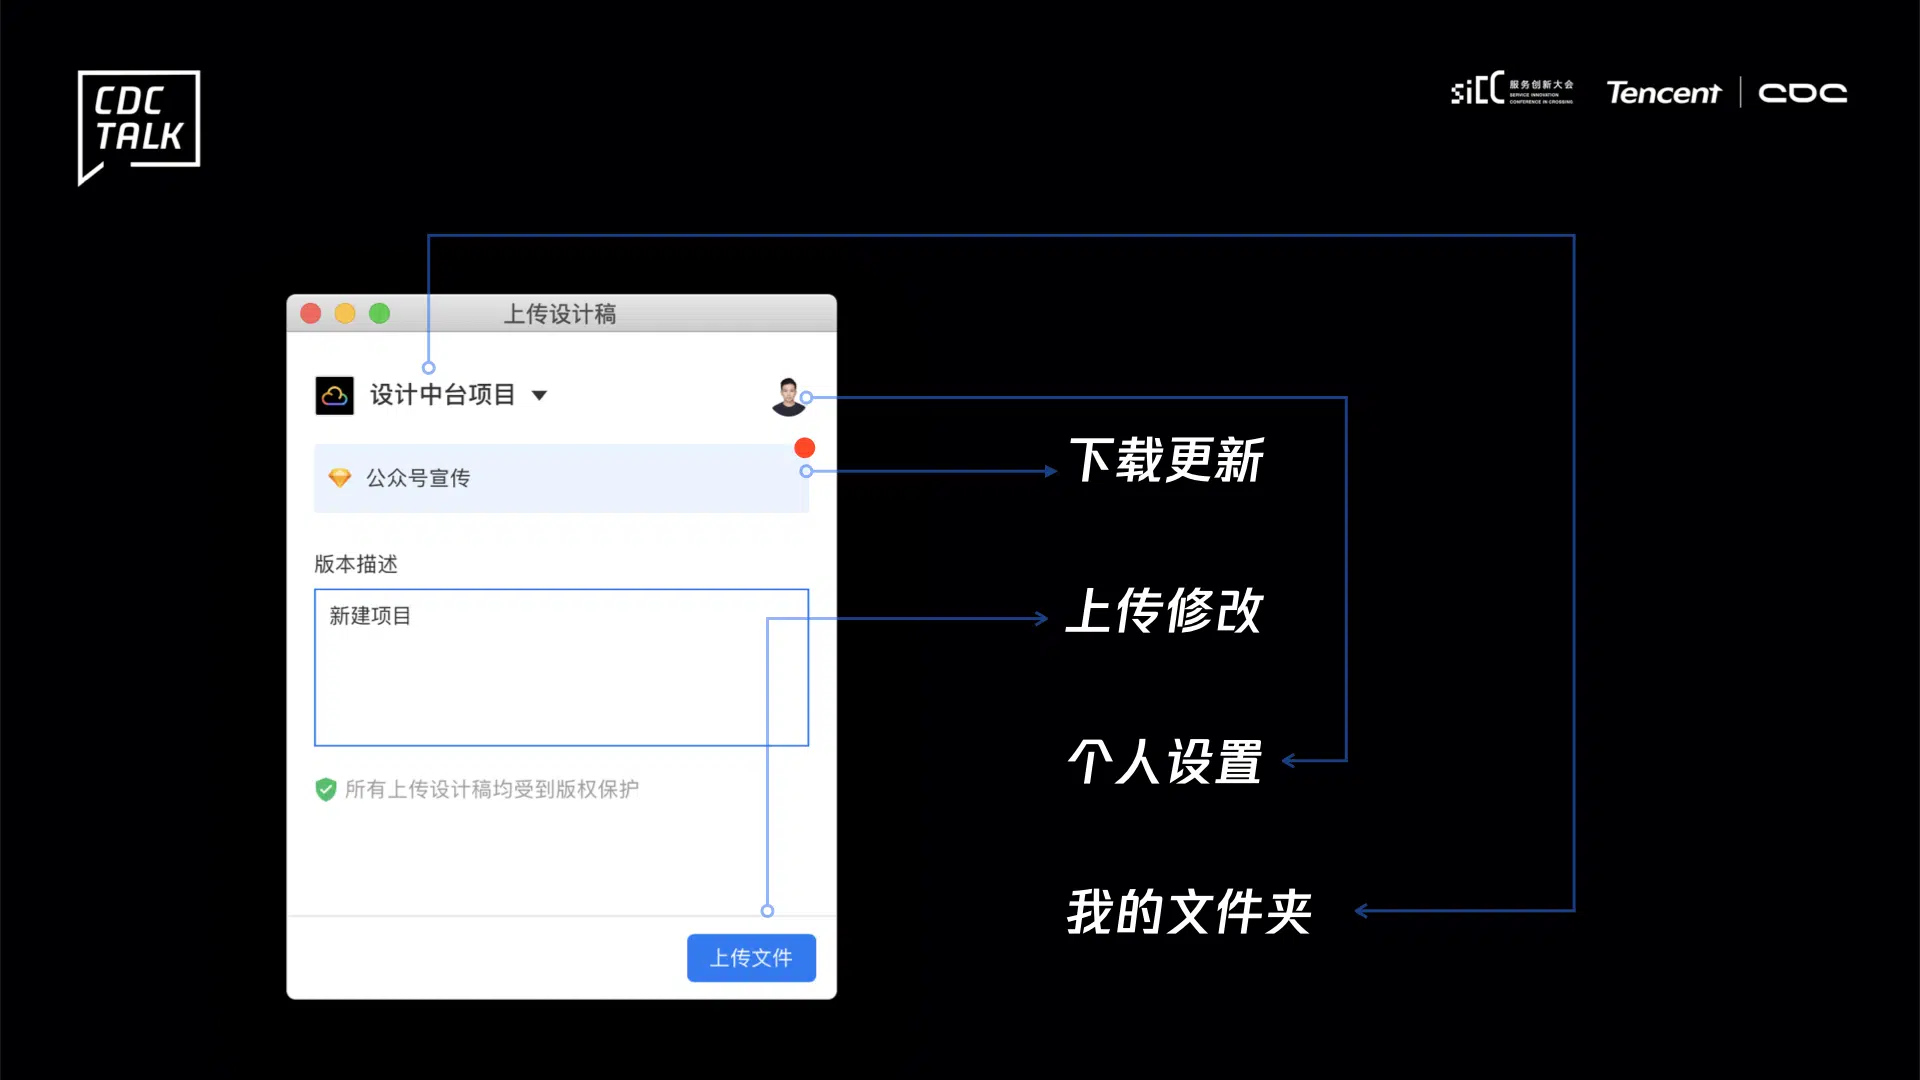 CDC
TALK
siCC 服务创新大会
SERVICE INNOVATION
CONFERENCE IN CROSSING
Tencent | CDC
上传设计稿
设计中台项目
公众号宣传
版本描述
新建项目
所有上传设计稿均受到版权保护
上传文件
下载更新
上传修改
个人设置
我的文件夹